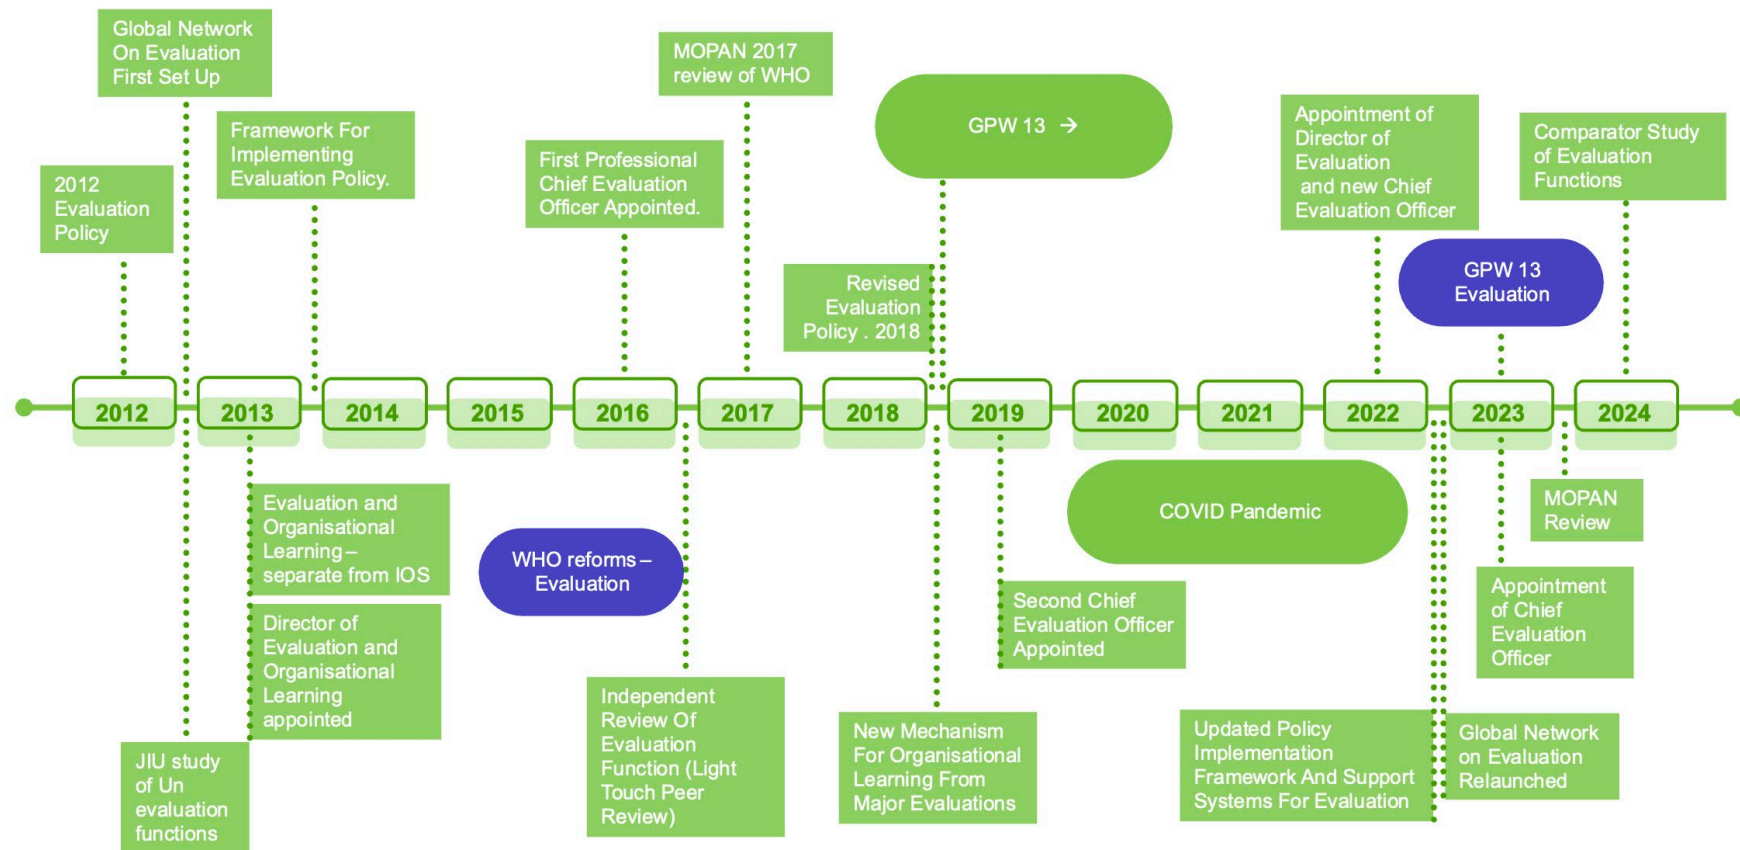 Global Network
On Evaluation
First Set Up
MOPAN 2017
review of WHO
GPW 13 →
Appointment of
Director of
Evaluation
and new Chief
Evaluation Officer
Comparator Study
of Evaluation
Functions
Framework For
Implementing
Evaluation Policy.
First Professional
Chief Evaluation
Officer Appointed.
2012
Evaluation
Policy
GPW 13
Evaluation
Revised
Evaluation
Policy . 2018
2012
2013
2014
2015
2016
2017
2018
2019
2020
2021
2022
2023
2024
Evaluation and
Organisational
Learning –
separate from IOS
WHO reforms –
Evaluation
COVID Pandemic
MOPAN
Review
Director of
Evaluation and
Organisational
Learning
appointed
Second Chief
Evaluation Officer
Appointed
Appointment
of Chief
Evaluation
Officer
JIU study
of Un
evaluation
functions
Independent
Review Of
Evaluation
Function (Light
Touch Peer
Review)
New Mechanism
For Organisational
Learning From
Major Evaluations
Updated Policy
Implementation
Framework And Support
Systems For Evaluation
Global Network
on Evaluation
Relaunched